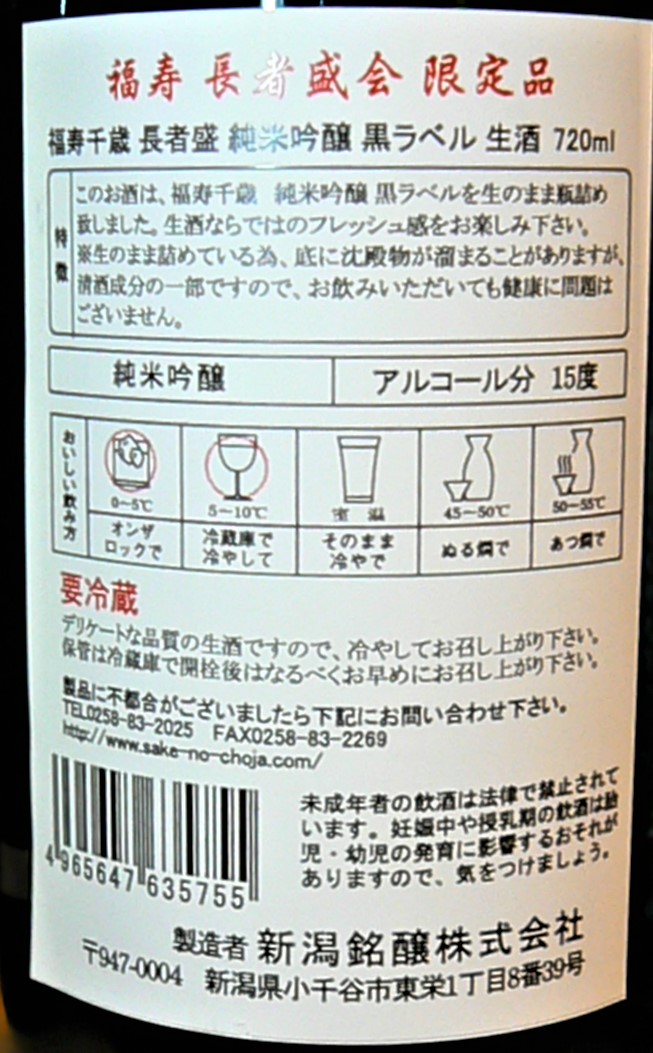 福寿 長者盛会 限定品
福寿千歳 長者盛 純米吟醸 黒ラベル 生酒 720ml
特徴
このお酒は、福寿千歳 純米吟醸 黒ラベルを生のまま瓶詰め
致しました。生酒ならではのフレッシュ感をお楽しみ下さい。
※生のまま詰めている為、底に沈殿物が溜まることがありますが、
清酒成分の一部ですので、お飲みいただいても健康に問題は
ございません。
純米吟醸 アルコール分 15度
おいしい飲み方
0~5℃ 5~10℃ 室温 45~50℃ 50~55℃
オンザ 冷蔵庫で そのまま ぬる燗で あつ燗で
ロックで 冷やして 冷やで
要冷蔵
デリケートな品質の生酒ですので、冷やしてお召し上がり下さい。
保管は冷蔵庫で開栓後はなるべくお早めにお召し上がり下さい。
製品に不都合がございましたら下記にお問い合わせ下さい。
TEL0258-83-2025 FAX0258-83-2269
http://www.sake-no-choja.com/
4 965647 635755
未成年者の飲酒は法律で禁止されて
います。妊娠中や授乳期の飲酒は胎
児・幼児の発育に影響するおそれが
ありますので、気をつけましょう。
製造者 新潟銘醸株式会社
〒947-0004 新潟県小千谷市東栄1丁目8番39号